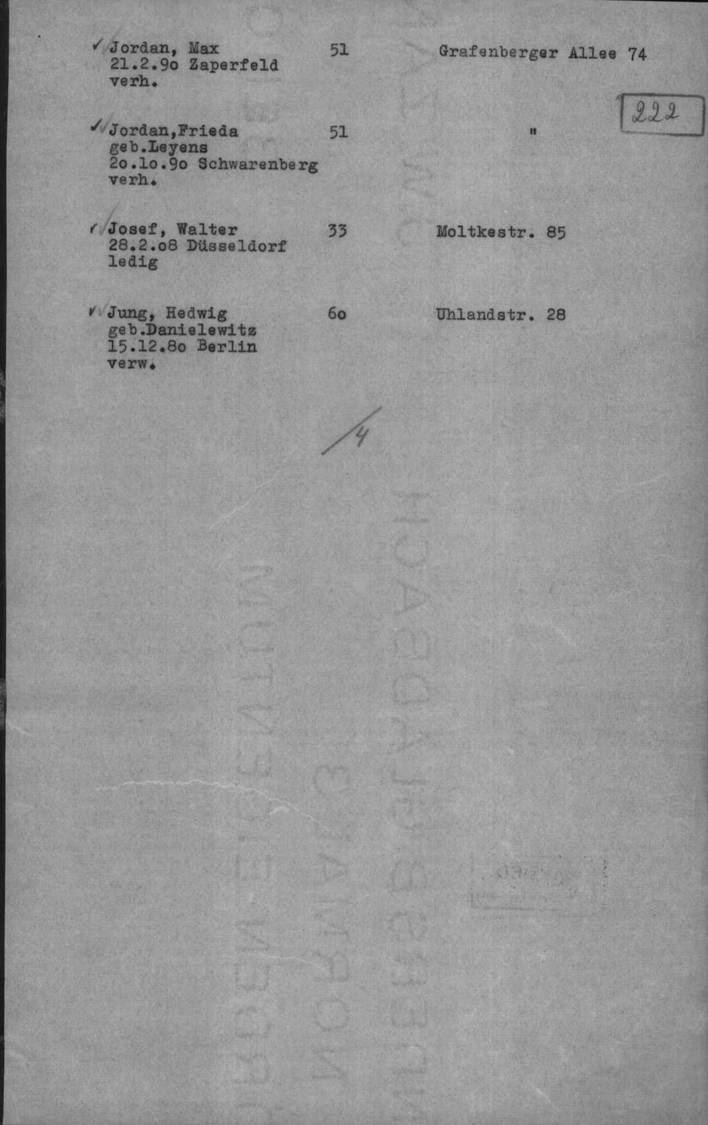 Jordan, Max 51 Grafenberger Allee 74
21.2.9o Zaperfeld
verh.
222
Jordan,Frieda 51 "
geb.Leyens
2o.1o.9o Schwarenberg
verh.
Josef, Walter 33 Moltkestr. 85
28.2.o8 Düsseldorf
ledig
Jung, Hedwig 6o Uhlandstr. 28
geb.Danielewitz
15.12.8o Berlin
verw.
/4